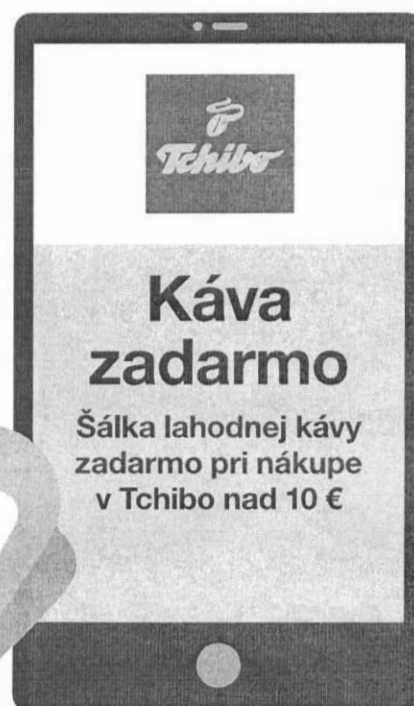 Tchibo
Káva
zadarmo
Šálka lahodnej kávy
zadarmo pri nákupe
v Tchibo nad 10 €